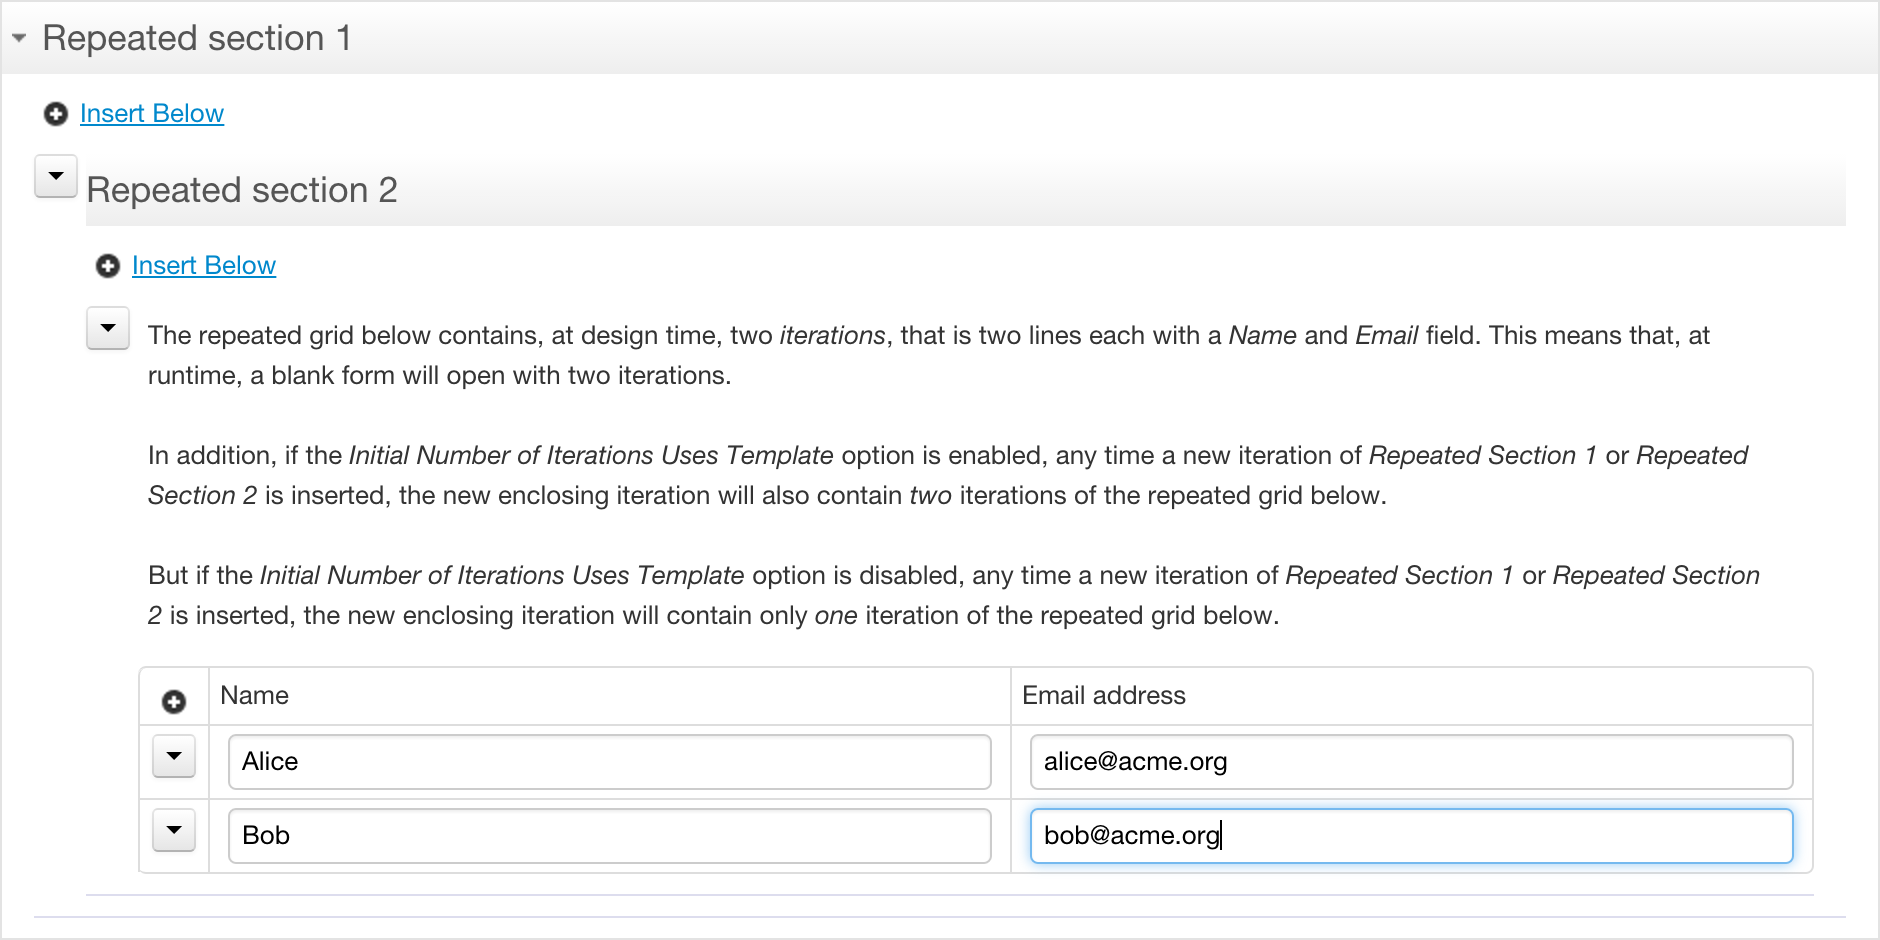 Repeated section 1
Insert Below
Repeated section 2
Insert Below
The repeated grid below contains, at design time, two iterations, that is two lines each with a Name and Email field. This means that, at
runtime, a blank form will open with two iterations.
In addition, if the Initial Number of Iterations Uses Template option is enabled, any time a new iteration of Repeated Section 1 or Repeated
Section 2 is inserted, the new enclosing iteration will also contain two iterations of the repeated grid below.
But if the Initial Number of Iterations Uses Template option is disabled, any time a new iteration of Repeated Section 1 or Repeated Section
2 is inserted, the new enclosing iteration will contain only one iteration of the repeated grid below.
Name Email address
Alice alice@acme.org
Bob bob@acme.org